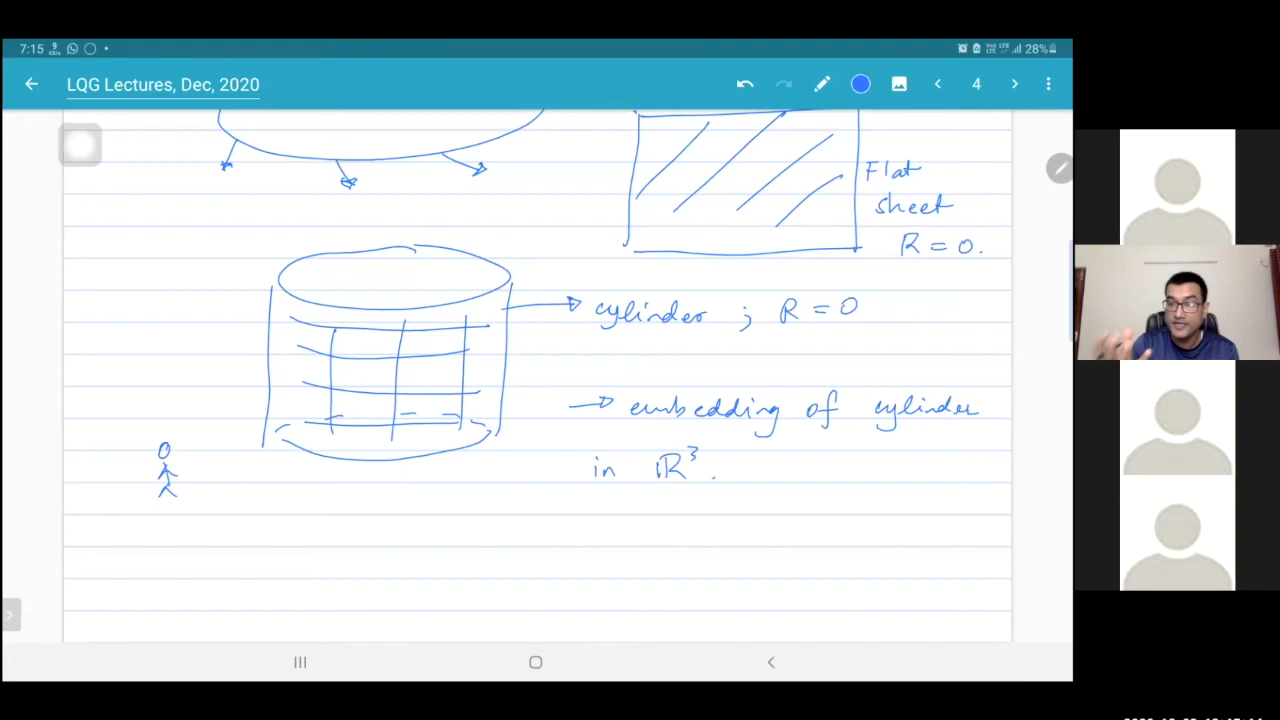 7:15
28%
LQG Lectures, Dec, 2020
4
Flat
sheet
R = 0.
cylinder ; R = 0
→ embedding of cylinder
in ℝ³.